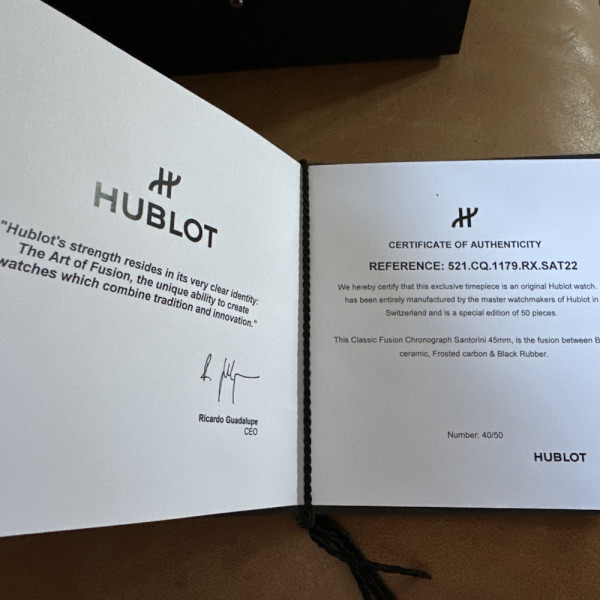 HUBLOT
"Hublot's strength resides in its very clear identity:
The Art of Fusion, the unique ability to create
watches which combine tradition and innovation."
Ricardo Guadalupe
CEO
CERTIFICATE OF AUTHENTICITY
REFERENCE: 521.CQ.1179.RX.SAT22
We hereby certify that this exclusive timepiece is an original Hublot watch.
has been entirely manufactured by the master watchmakers of Hublot in
Switzerland and is a special edition of 50 pieces.
This Classic Fusion Chronograph Santorini 45mm, is the fusion between
ceramic, Frosted carbon & Black Rubber.
Number: 40/50
HUBLOT